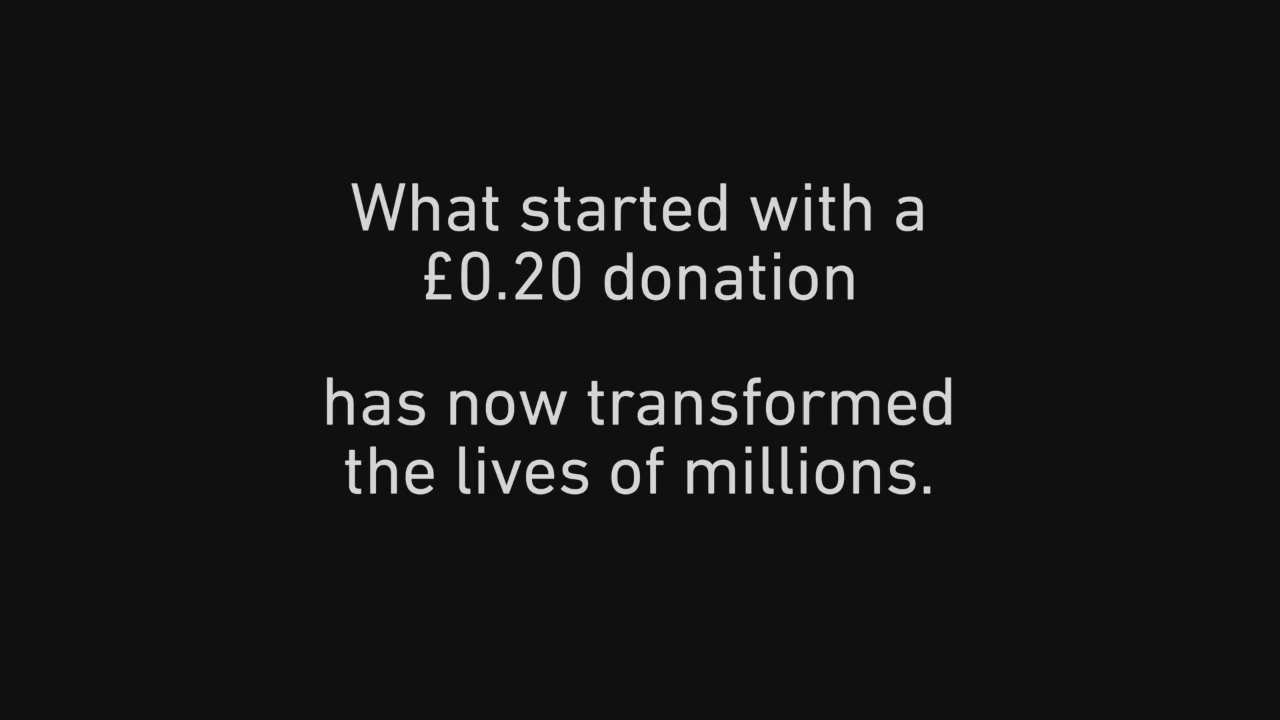 What started with a
£0.20 donation
has now transformed
the lives of millions.